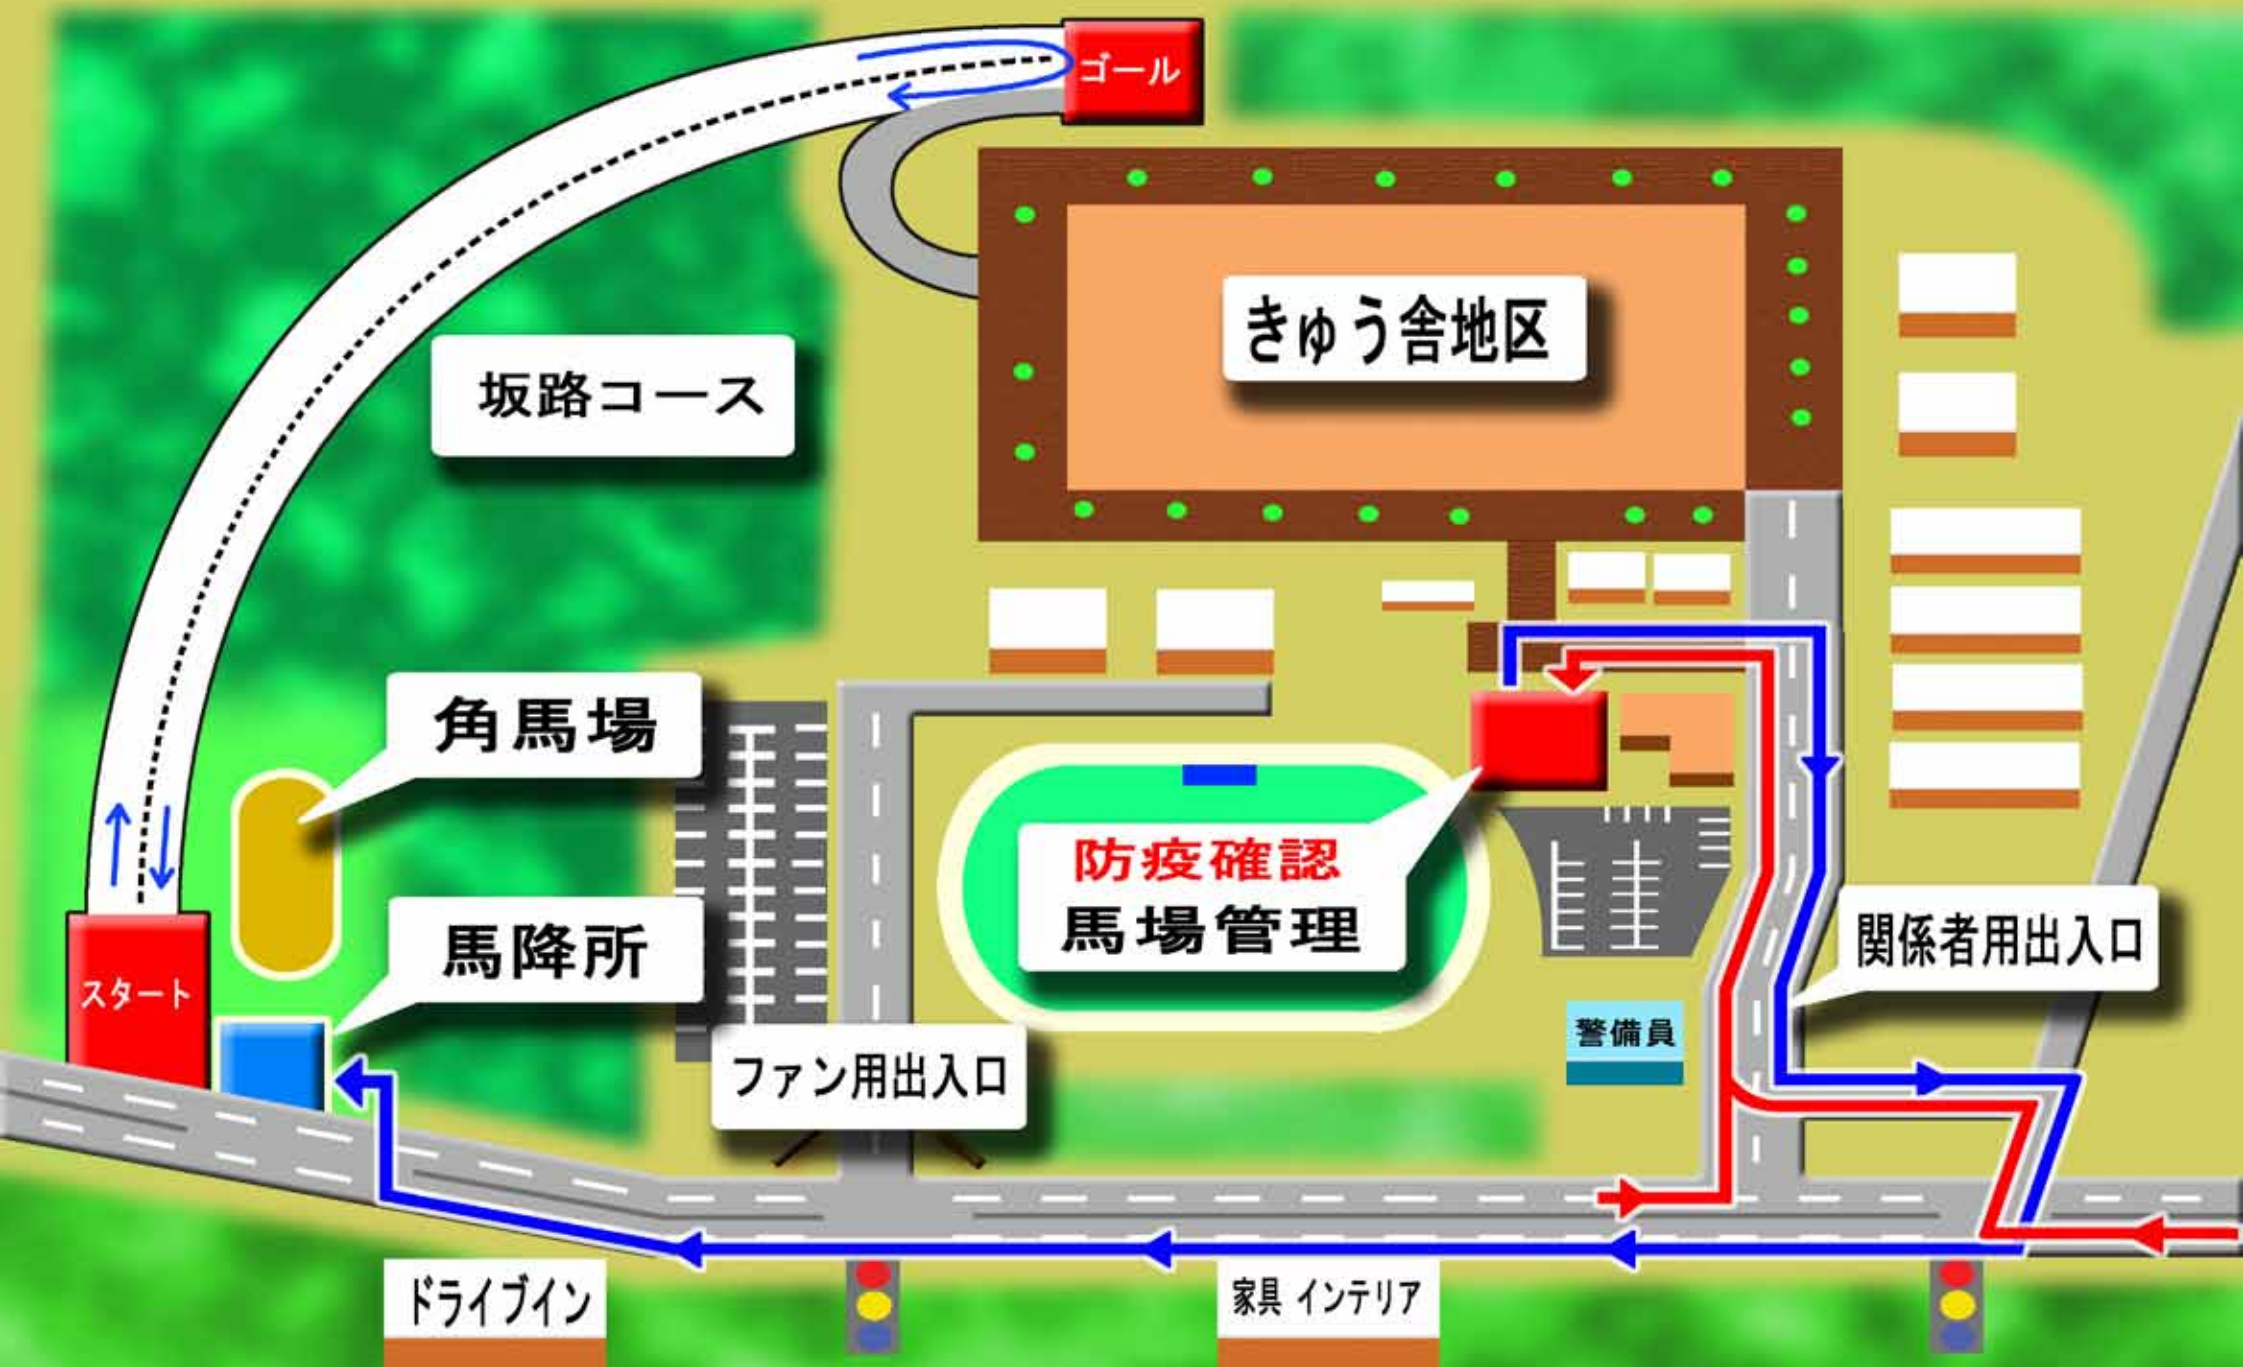 ゴール
きゅう舎地区
坂路コース
角馬場
防疫確認
馬場管理
馬降所
関係者用出入口
スタート
警備員
ファン用出入口
ドライブイン
家具 インテリア